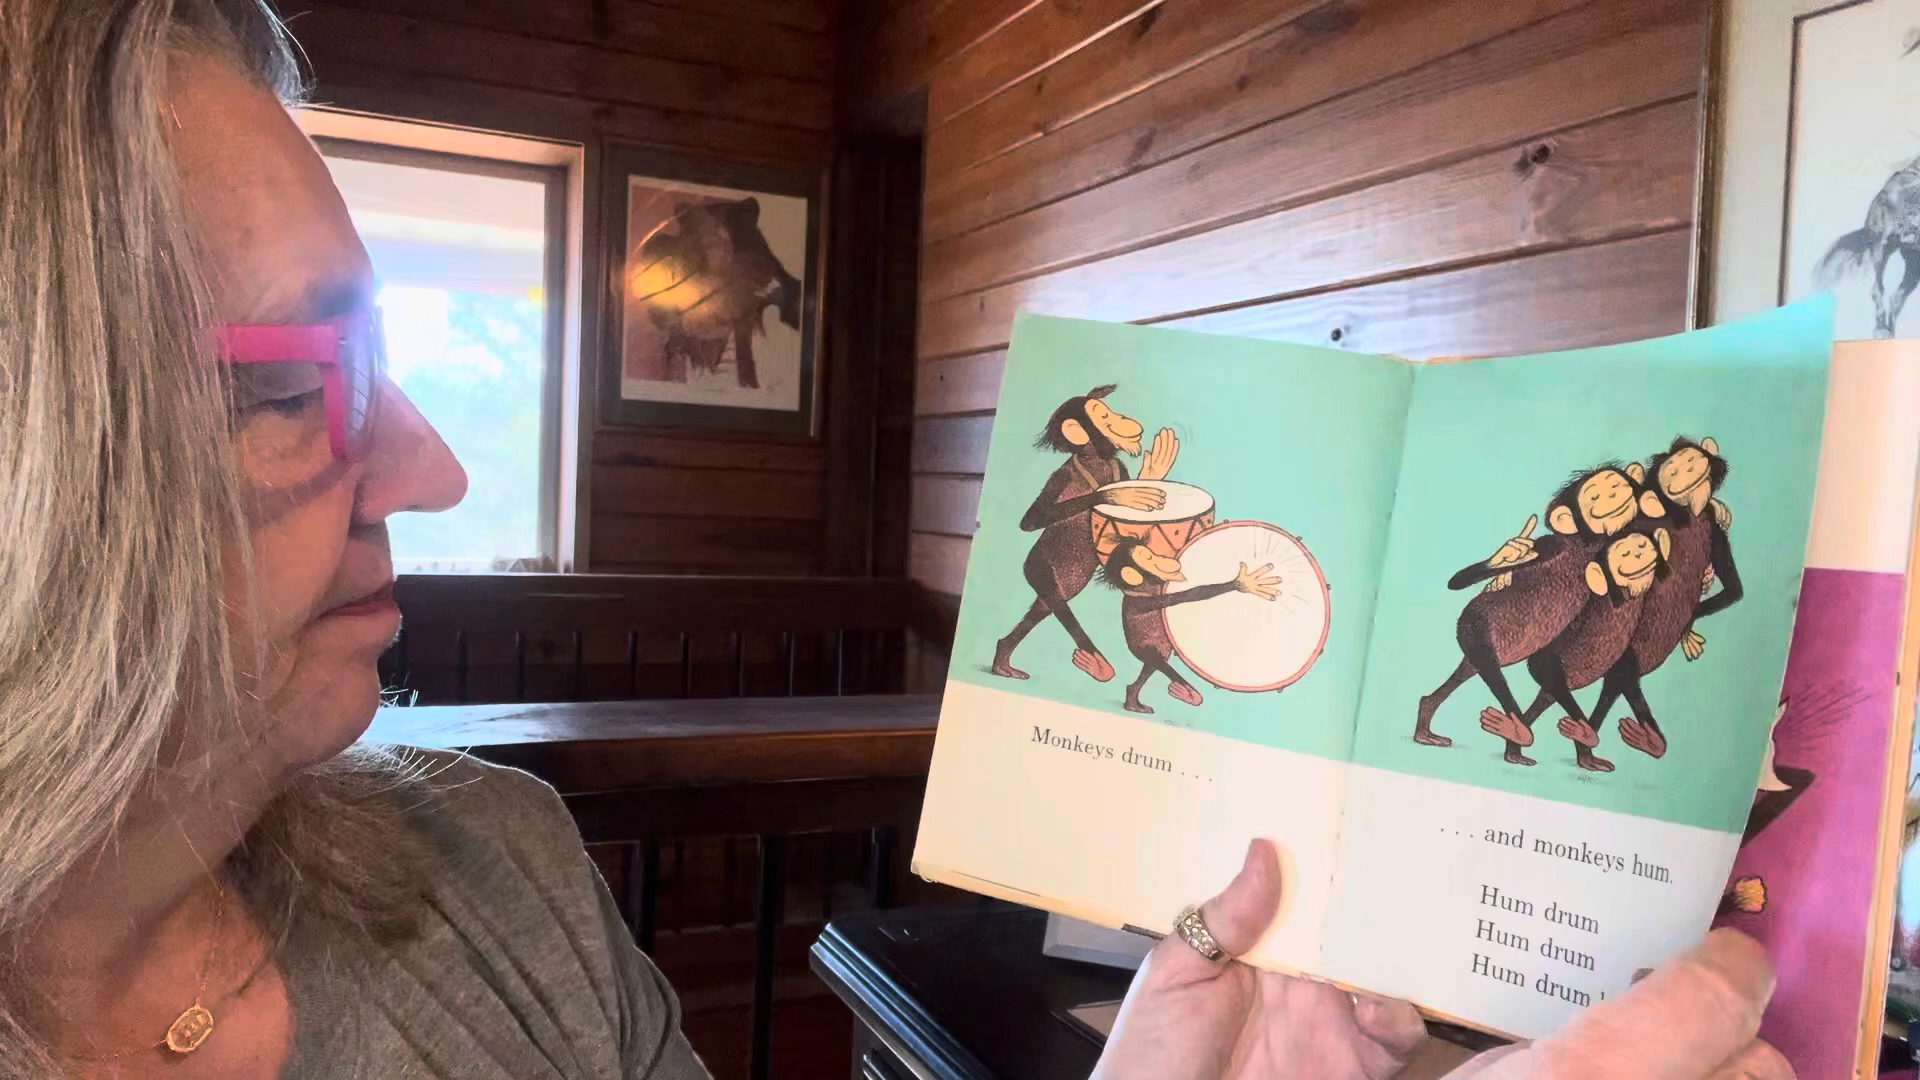 Monkeys drum . . .
. . . and monkeys hum.
Hum drum
Hum drum
Hum drum